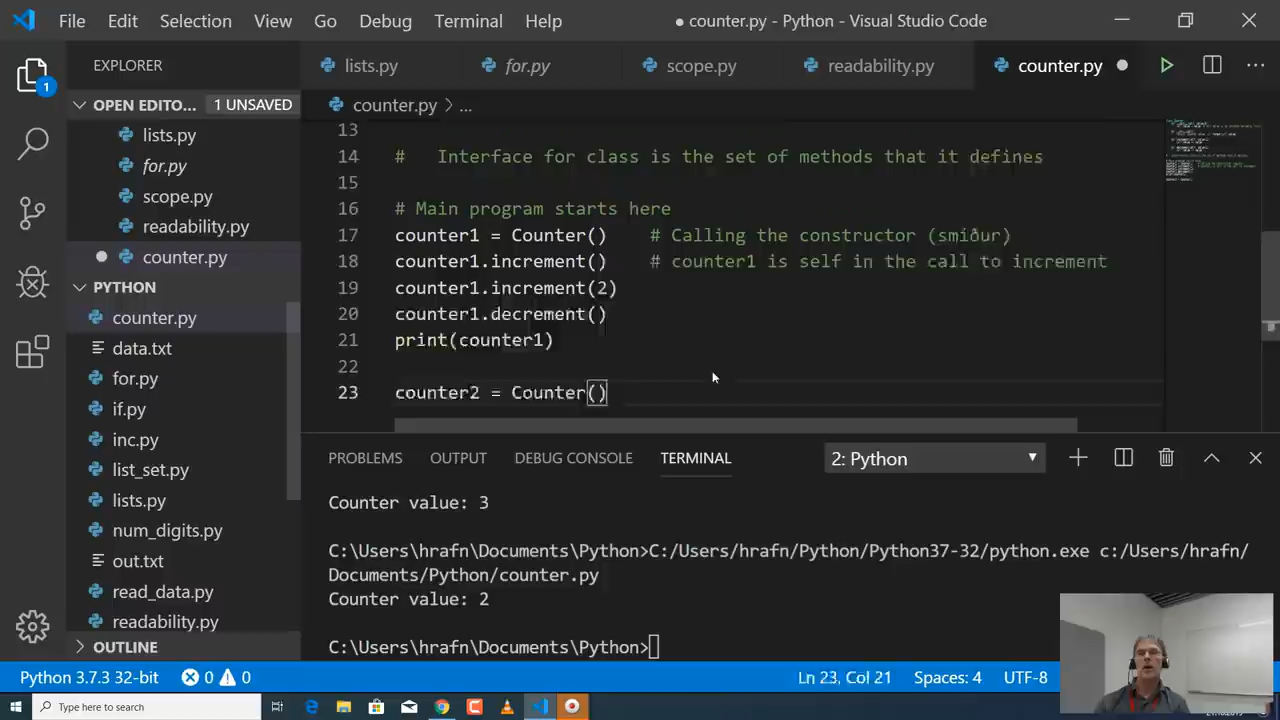 File Edit Selection View Go Debug Terminal Help ● counter.py - Python - Visual Studio Code
EXPLORER lists.py for.py scope.py readability.py counter.py
OPEN EDITO... 1 UNSAVED counter.py > ...
lists.py
for.py
scope.py
readability.py
counter.py
PYTHON
counter.py
data.txt
for.py
if.py
inc.py
list_set.py
lists.py
num_digits.py
out.txt
read_data.py
readability.py
OUTLINE
1
13
14 # Interface for class is the set of methods that it defines
15
16 # Main program starts here
17 counter1 = Counter() # Calling the constructor (smiður)
18 counter1.increment() # counter1 is self in the call to increment
19 counter1.increment(2)
20 counter1.decrement()
21 print(counter1)
22
23 counter2 = Counter()
PROBLEMS OUTPUT DEBUG CONSOLE TERMINAL 2: Python
Counter value: 3
C:\Users\hrafn\Documents\Python>C:/Users/hrafn/Python/Python37-32/python.exe c:/Users/hrafn/
Documents/Python/counter.py
Counter value: 2
C:\Users\hrafn\Documents\Python>
Python 3.7.3 32-bit 0 0 Ln 23, Col 21 Spaces: 4 UTF-8
Type here to search